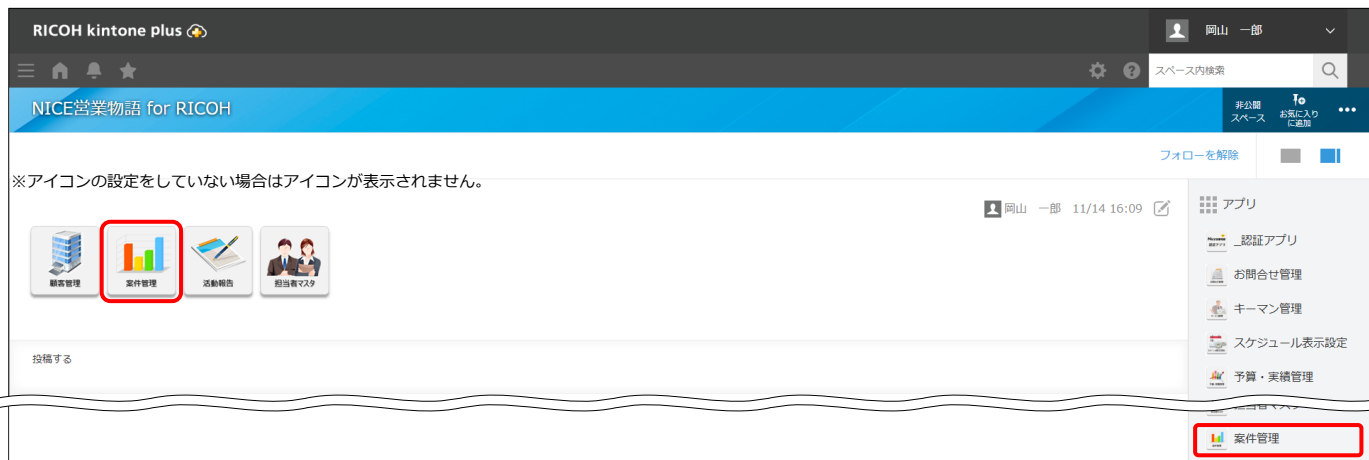 RICOH kintone plus
岡山 一郎
スペース内検索
NICE営業物語 for RICOH
非公開
スペース
お気に入り
に追加
フォローを解除
※アイコンの設定をしていない場合はアイコンが表示されません。
岡山 一郎 11/14 16:09
アプリ
顧客管理
案件管理
活動報告
担当者マスタ
_認証アプリ
お問合せ管理
キーマン管理
スケジュール表示設定
予算・実績管理
投稿する
案件管理